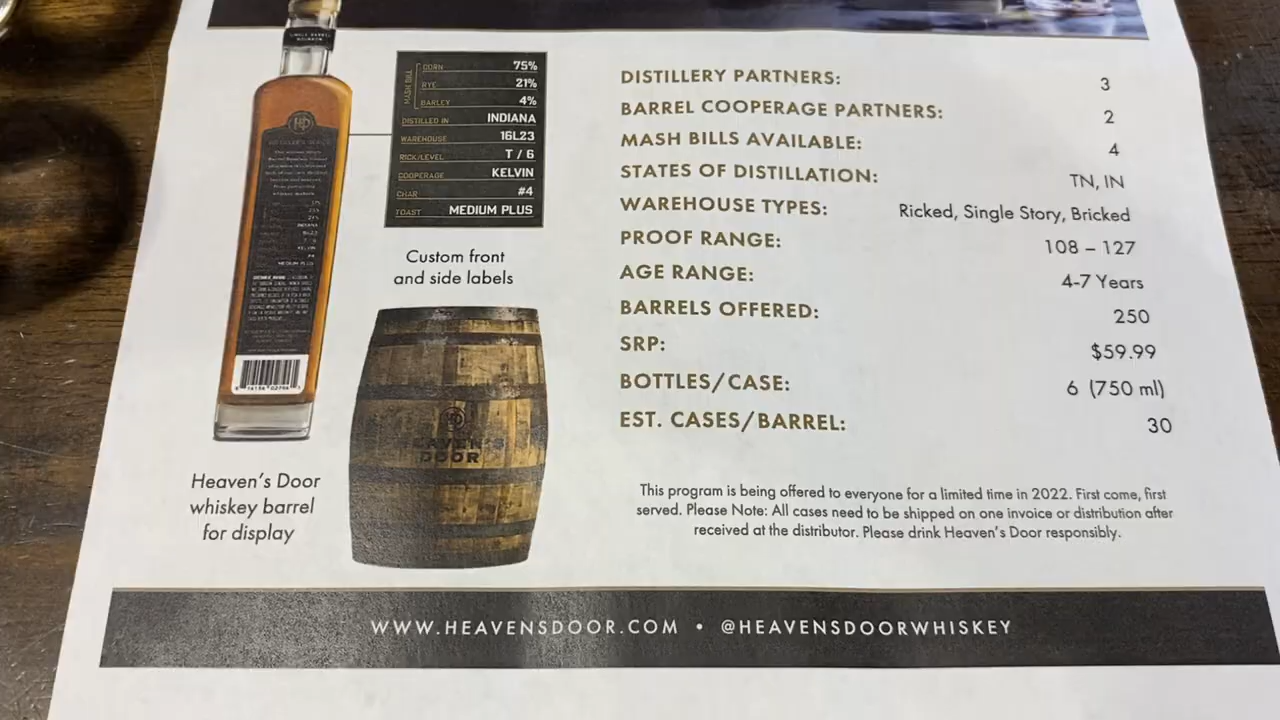 SINGLE BARREL
BOURBON
MASH BILL
CORN 75%
RYE 21%
BARLEY 4%
DISTILLED IN INDIANA
WAREHOUSE 16L23
RICK/LEVEL T / 6
COOPERAGE KELVIN
CHAR #4
TOAST MEDIUM PLUS
Custom front
and side labels
HEAVEN'S
DOOR
Heaven's Door
whiskey barrel
for display
DISTILLERY PARTNERS: 3
BARREL COOPERAGE PARTNERS: 2
MASH BILLS AVAILABLE: 4
STATES OF DISTILLATION: TN, IN
WAREHOUSE TYPES: Ricked, Single Story, Bricked
PROOF RANGE: 108 – 127
AGE RANGE: 4-7 Years
BARRELS OFFERED: 250
SRP: $59.99
BOTTLES/CASE: 6 (750 ml)
EST. CASES/BARREL: 30
This program is being offered to everyone for a limited time in 2022. First come, first
served. Please Note: All cases need to be shipped on one invoice or distribution after
received at the distributor. Please drink Heaven's Door responsibly.
WWW.HEAVENSDOOR.COM • @HEAVENSDOORWHISKEY